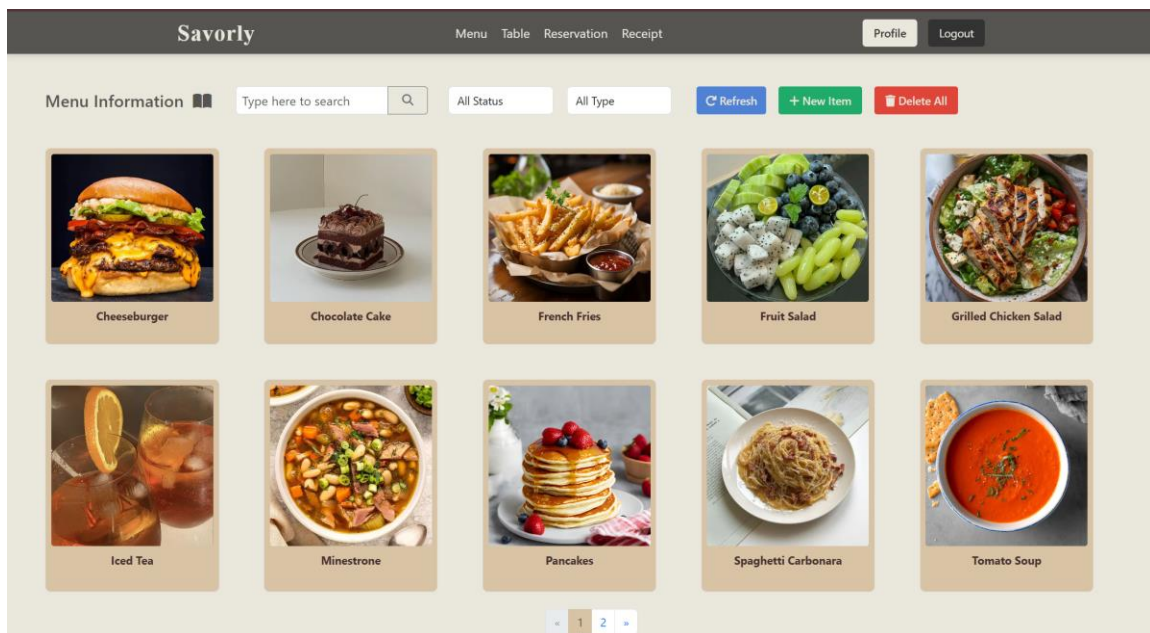 Savorly
Menu Table Reservation Receipt
Profile
Logout
Menu Information
Type here to search
All Status
All Type
Refresh
+ New Item
Delete All
Cheeseburger
Chocolate Cake
French Fries
Fruit Salad
Grilled Chicken Salad
Iced Tea
Minestrone
Pancakes
Spaghetti Carbonara
Tomato Soup
« 1 2 »